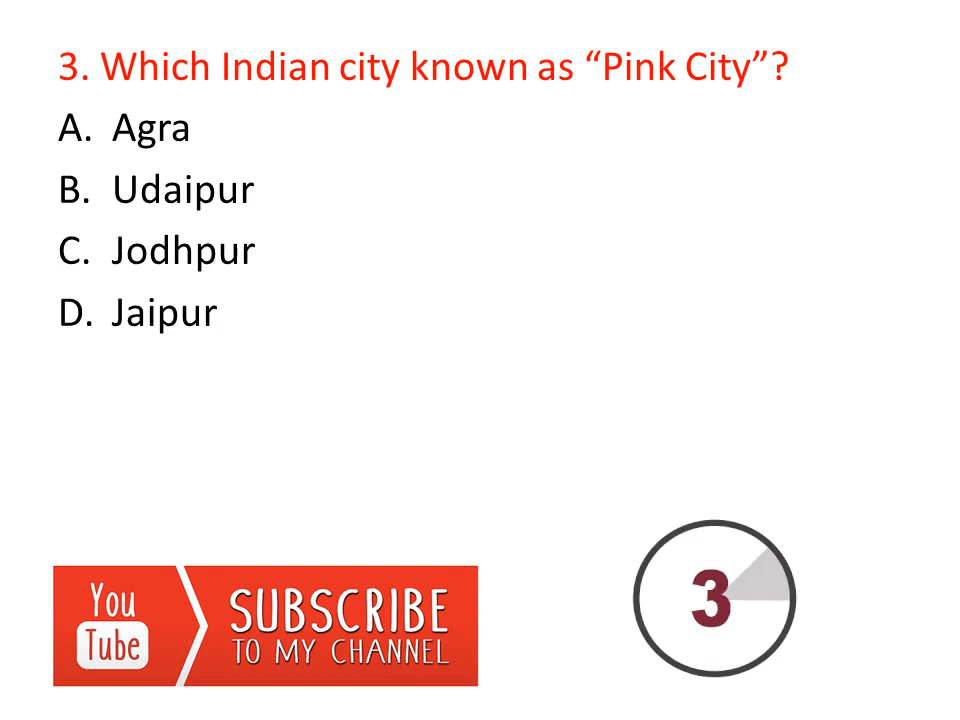 3. Which Indian city known as “Pink City”?
A. Agra
B. Udaipur
C. Jodhpur
D. Jaipur
You
Tube
SUBSCRIBE
TO MY CHANNEL
3